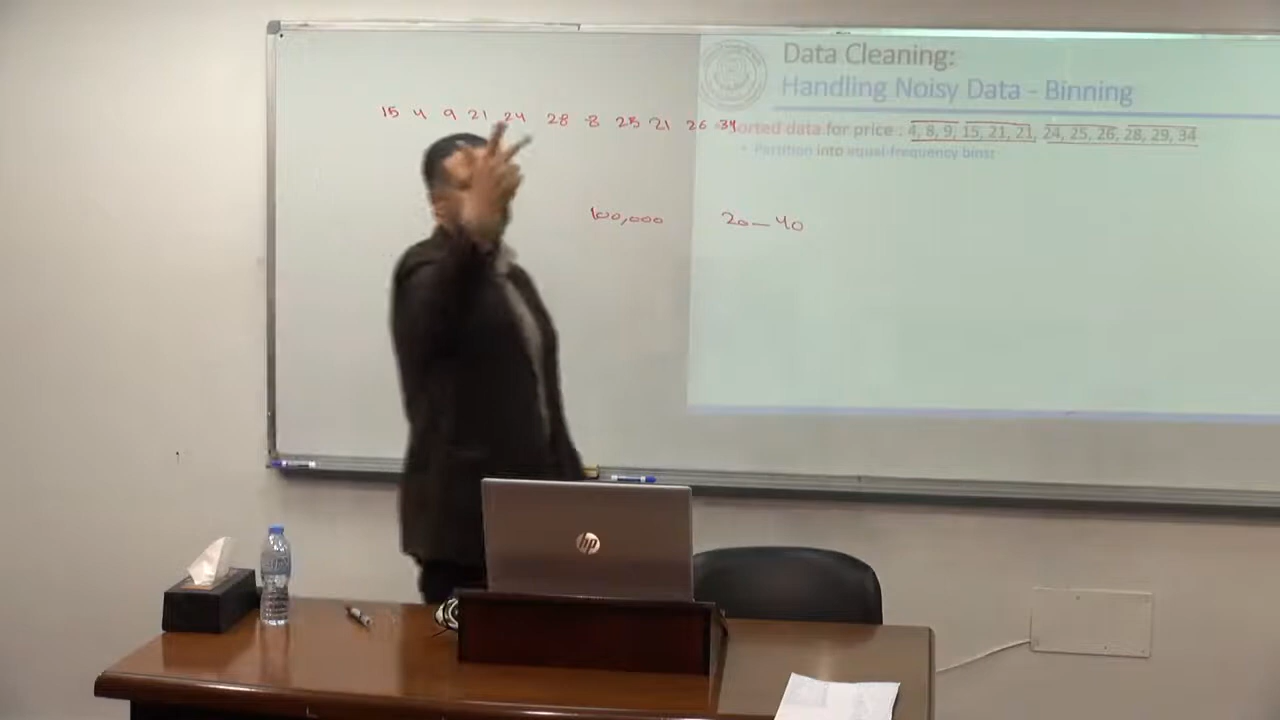 Data Cleaning:
Handling Noisy Data - Binning
15 4 9 21 24 28 8 25 21 26 34
orted data for price : 4, 8, 9, 15, 21, 21, 24, 25, 26, 28, 29, 34
• Partition into equal-frequency bins:
100,000 20-40
hp